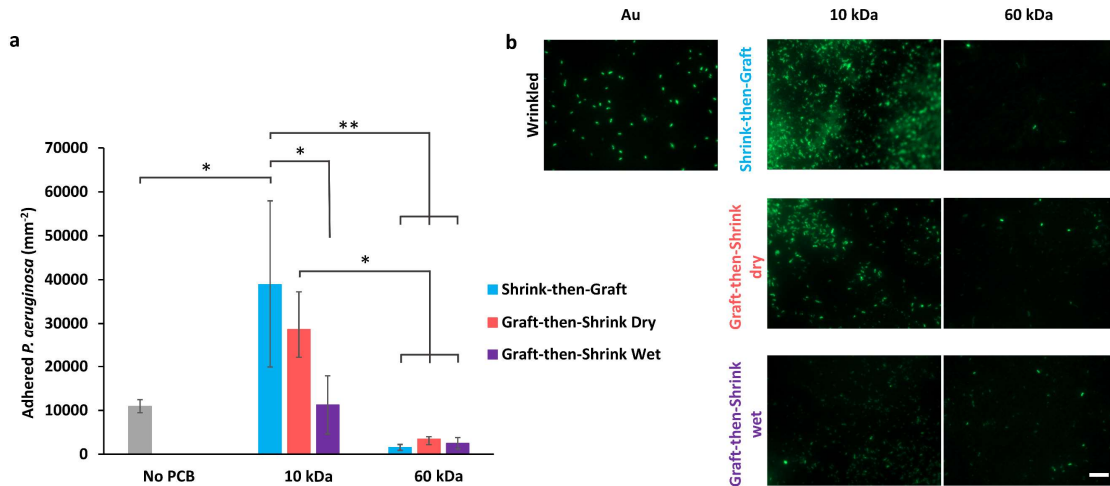 a
Adhered P. aeruginosa (mm-2)
70000
60000
50000
40000
30000
20000
10000
0
**
*
*
*
No PCB
10 kDa
60 kDa
Shrink-then-Graft
Graft-then-Shrink Dry
Graft-then-Shrink Wet
b
Au
10 kDa
60 kDa
Wrinkled
Shrink-then-Graft
Graft-then-Shrink
dry
Graft-then-Shrink
wet